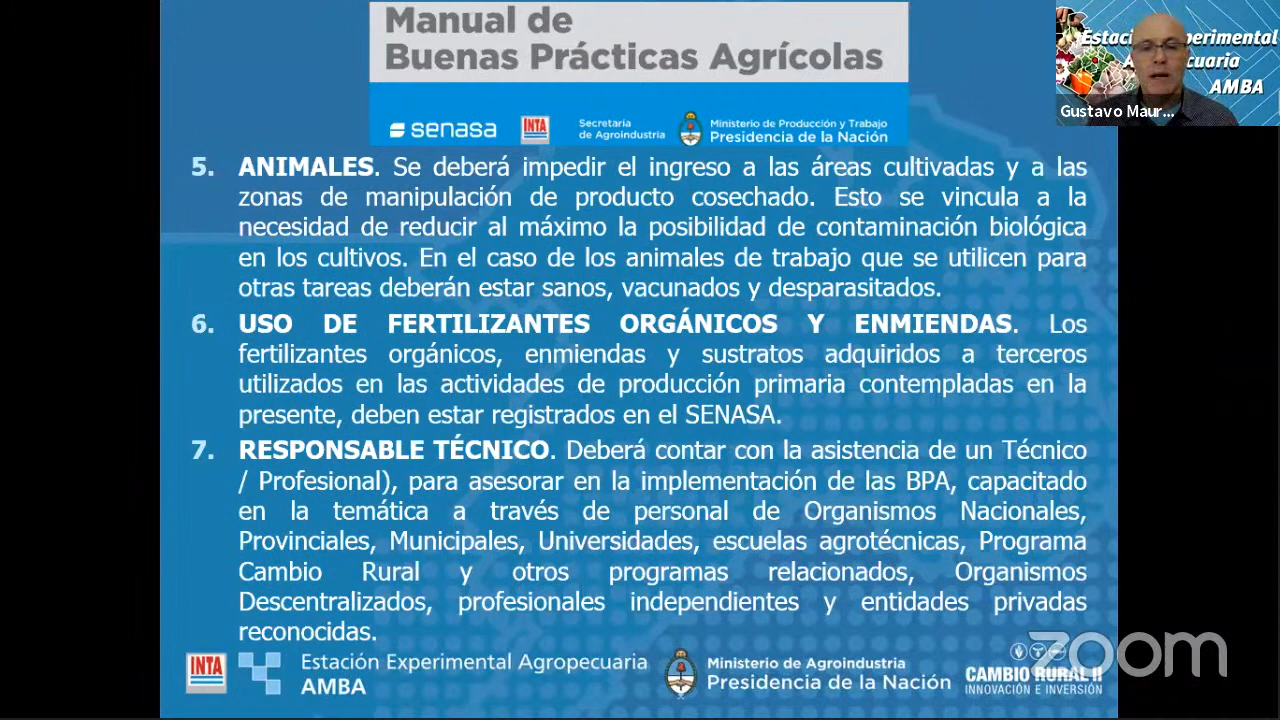 Manual de
Buenas Prácticas Agrícolas
senasa
INTA
Secretaria
de Agroindustria
Ministerio de Producción y Trabajo
Presidencia de la Nación
Gustavo Maur...
AMBA
5. ANIMALES. Se deberá impedir el ingreso a las áreas cultivadas y a las
zonas de manipulación de producto cosechado. Esto se vincula a la
necesidad de reducir al máximo la posibilidad de contaminación biológica
en los cultivos. En el caso de los animales de trabajo que se utilicen para
otras tareas deberán estar sanos, vacunados y desparasitados.
6. USO DE FERTILIZANTES ORGÁNICOS Y ENMIENDAS. Los
fertilizantes orgánicos, enmiendas y sustratos adquiridos a terceros
utilizados en las actividades de producción primaria contempladas en la
presente, deben estar registrados en el SENASA.
7. RESPONSABLE TÉCNICO. Deberá contar con la asistencia de un Técnico
/ Profesional), para asesorar en la implementación de las BPA, capacitado
en la temática a través de personal de Organismos Nacionales,
Provinciales, Municipales, Universidades, escuelas agrotécnicas, Programa
Cambio Rural y otros programas relacionados, Organismos
Descentralizados, profesionales independientes y entidades privadas
reconocidas.
INTA
Estación Experimental Agropecuaria
AMBA
Ministerio de Agroindustria
Presidencia de la Nación
CAMBIO RURAL II
INNOVACIÓN E INVERSIÓN
zoom